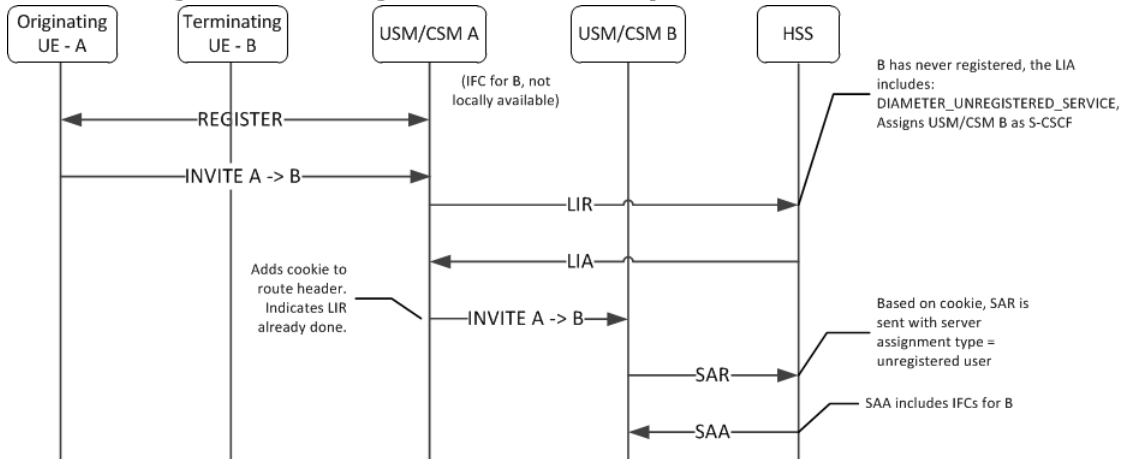 Originating
UE - A
Terminating
UE - B
USM/CSM A
USM/CSM B
HSS
(IFC for B, not
locally available)
B has never registered, the LIA
includes:
DIAMETER_UNREGISTERED_SERVICE,
Assigns USM/CSM B as S-CSCF
REGISTER
INVITE A -> B
LIR
LIA
Adds cookie to
route header.
Indicates LIR
already done.
INVITE A -> B
Based on cookie, SAR is
sent with server
assignment type =
unregistered user
SAR
SAA includes IFCs for B
SAA